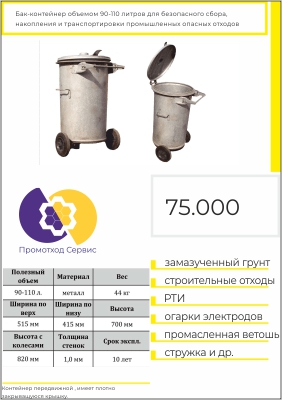 Бак-контейнер объемом 90-110 литров для безопасного сбора,
накопления и транспортировки промышленных опасных отходов
75.000
Промотход Сервис
Полезный объем Материал Вес
90-110 л. металл 44 кг
Ширина по верх Ширина по низу Высота
515 мм 415 мм 700 мм
Высота с колесами Толщина стенок Срок экспл.
820 мм 1,0 мм 10 лет
замазученный грунт
строительные отходы
РТИ
огарки электродов
промасленная ветошь
стружка и др.
Контейнер передвижной , имеет плотно
закрывающуюся крышку.